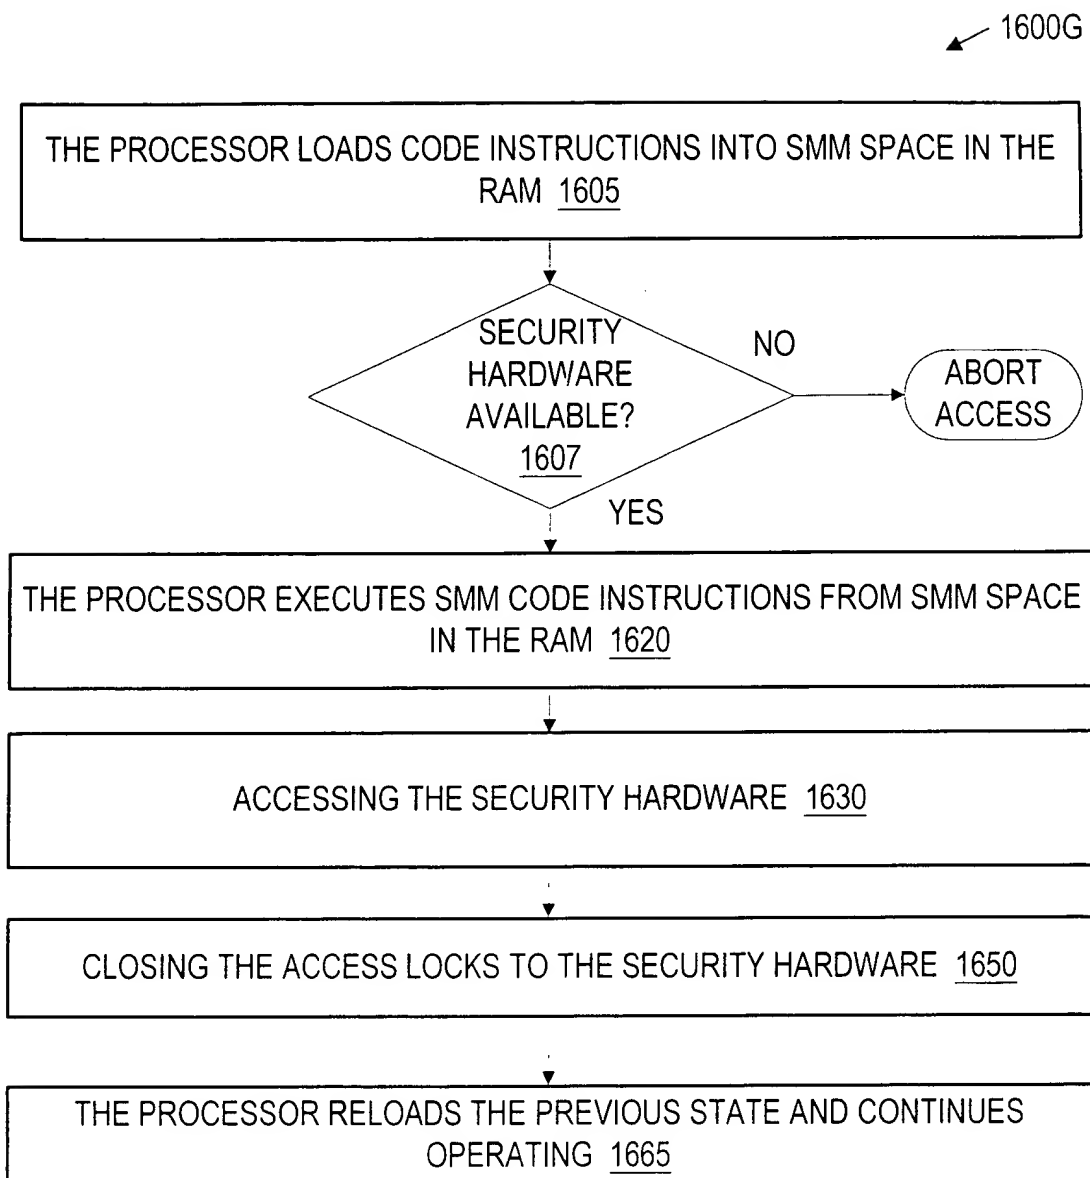 1600G
THE PROCESSOR LOADS CODE INSTRUCTIONS INTO SMM SPACE IN THE
RAM 1605
SECURITY
HARDWARE
AVAILABLE?
1607
NO
ABORT
ACCESS
YES
THE PROCESSOR EXECUTES SMM CODE INSTRUCTIONS FROM SMM SPACE
IN THE RAM 1620
ACCESSING THE SECURITY HARDWARE 1630
CLOSING THE ACCESS LOCKS TO THE SECURITY HARDWARE 1650
THE PROCESSOR RELOADS THE PREVIOUS STATE AND CONTINUES
OPERATING 1665